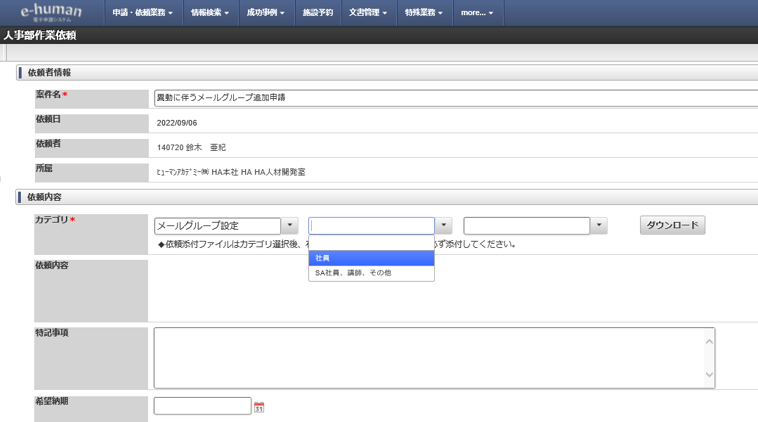 e-human
電子申請システム
申請・依頼業務 情報検索 成功事例 施設予約 文書管理 特殊業務 more...
人事部作業依頼
依頼者情報
案件名* 異動に伴うメールグループ追加申請
依頼日 2022/09/06
依頼者 140720 鈴木 亜紀
所属 ﾋｭｰﾏﾝｱｶﾃﾞﾐｰ㈱ HA本社 HA HA人材開発室
依頼内容
カテゴリ* メールグループ設定 ダウンロード
◆依頼添付ファイルはカテゴリ選択後、 必ず添付してください。
社員
SA社員、講師、その他
依頼内容
特記事項
希望納期
31